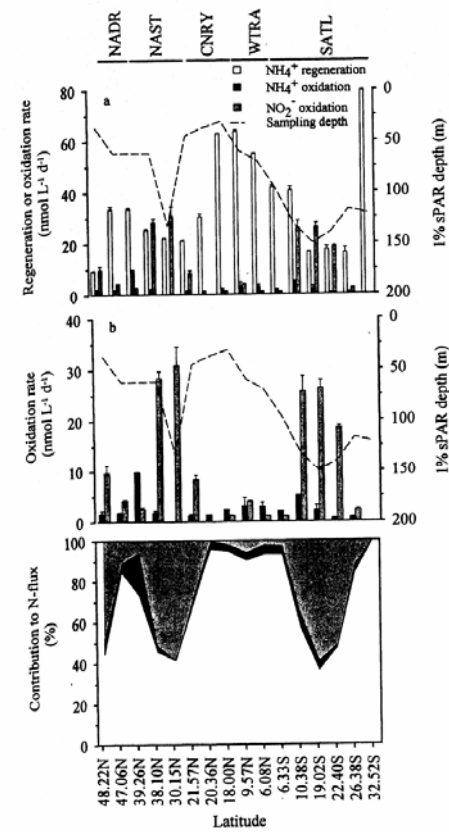 NADR NAST CNRY WTRA SATL
NH₄⁺ regeneration
NH₄⁺ oxidation
NO₂⁻ oxidation
Sampling depth
a
80
60
40
20
0
Regeneration or oxidation rate
(nmol L⁻¹ d⁻¹)
0
50
100
150
200
1% sPAR depth (m)
b
40
30
20
10
0
Oxidation rate
(nmol L⁻¹ d⁻¹)
0
50
100
150
200
1% sPAR depth (m)
100
80
60
40
20
0
Contribution to N-flux
(%)
48.22N
47.06N
39.26N
38.10N
30.15N
21.57N
20.36N
18.00N
9.57N
6.08N
6.33S
10.38S
19.02S
22.40S
26.38S
32.52S
Latitude